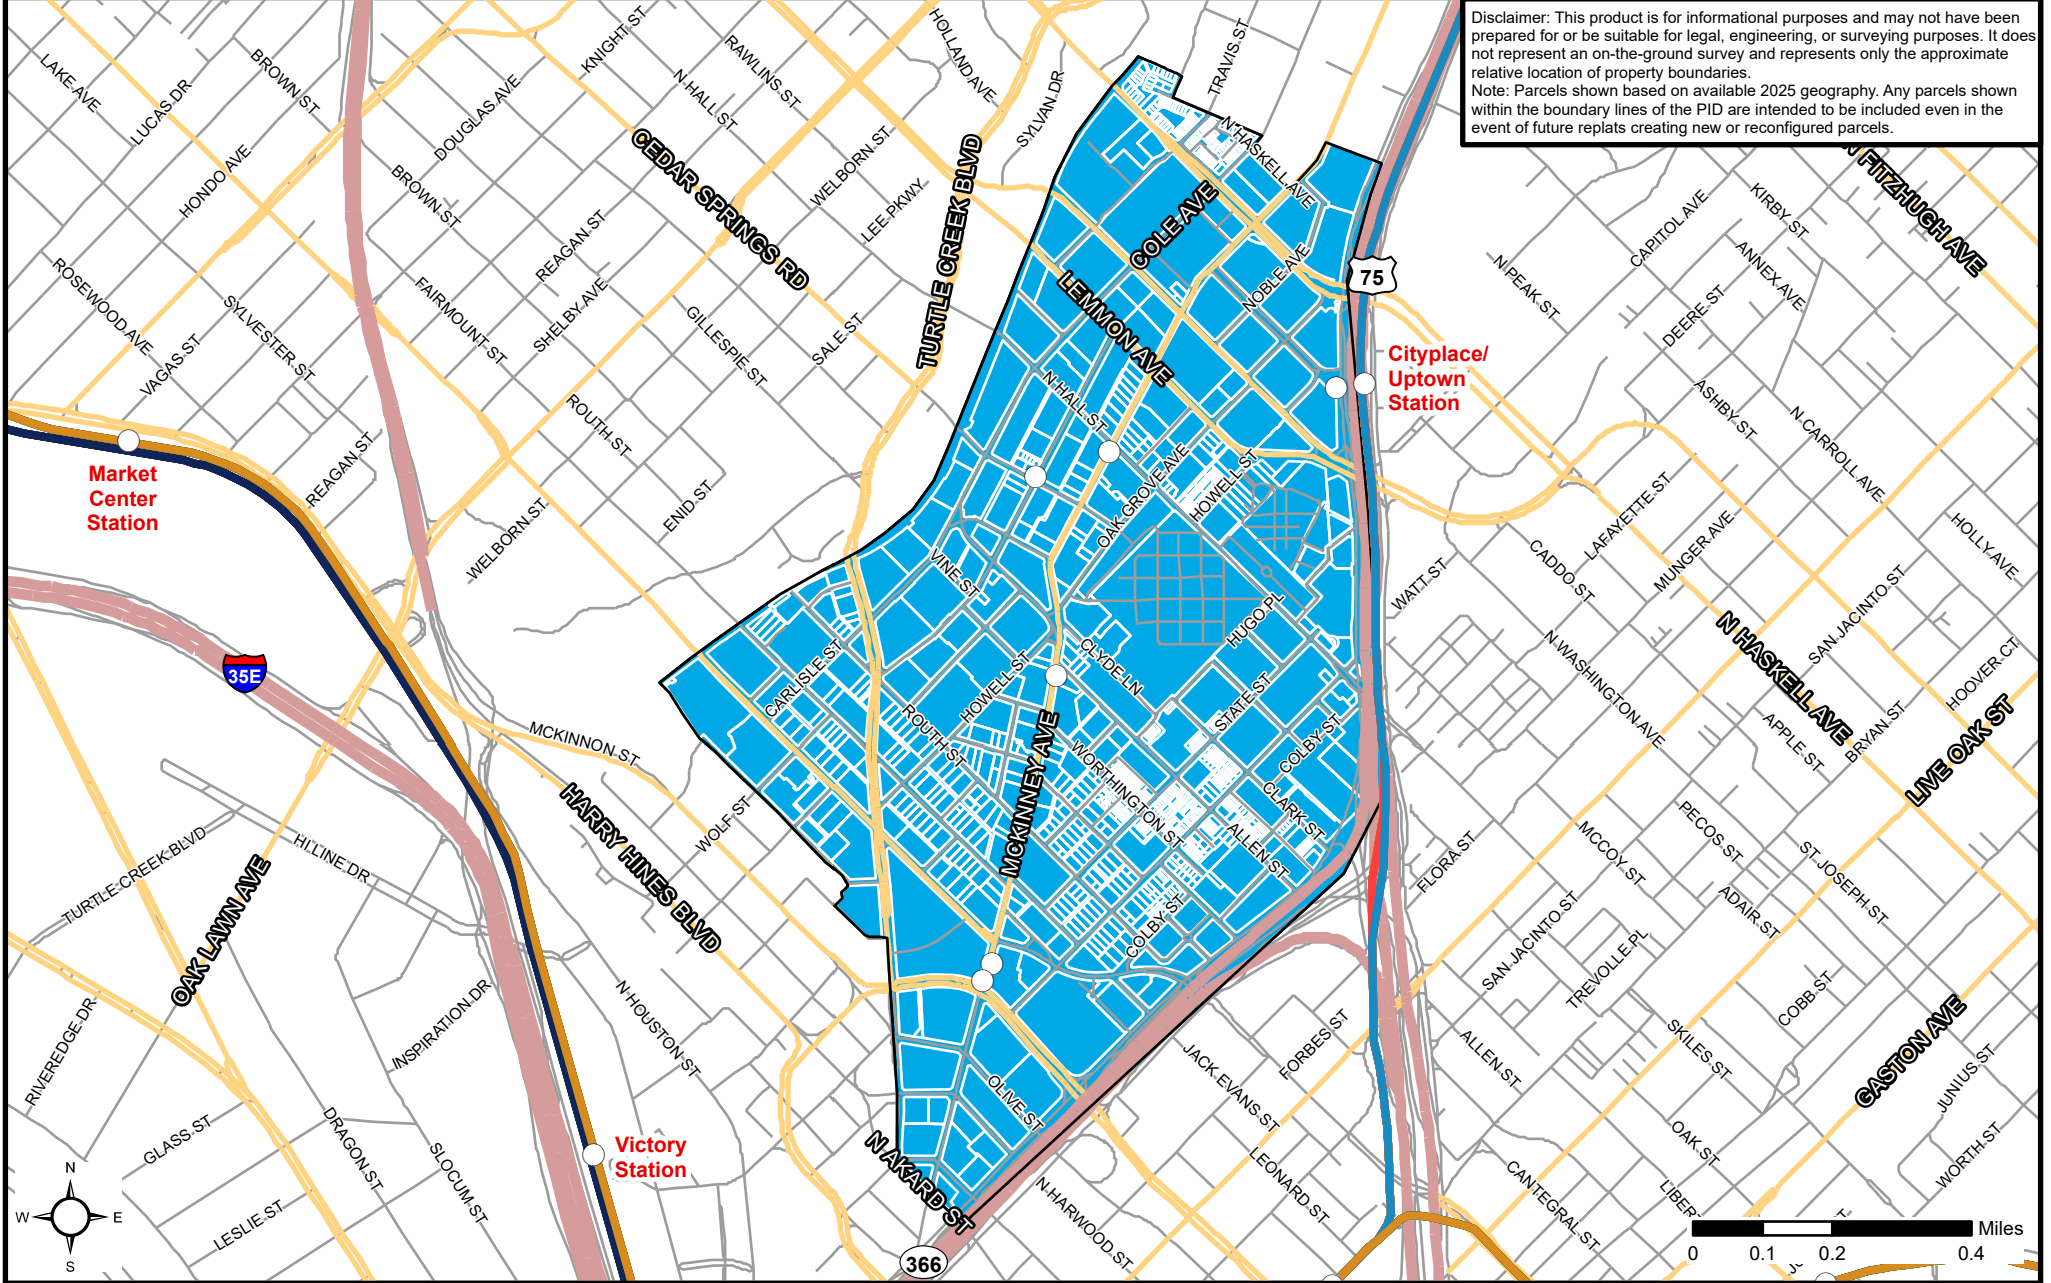 Disclaimer: This product is for informational purposes and may not have been
prepared for or be suitable for legal, engineering, or surveying purposes. It does
not represent an on-the-ground survey and represents only the approximate
relative location of property boundaries.
Note: Parcels shown based on available 2025 geography. Any parcels shown
within the boundary lines of the PID are intended to be included even in the
event of future replats creating new or reconfigured parcels.
LAKE AVE
LUCAS DR
BROWN ST
KNIGHT ST
RAWLINS ST
N HALL ST
HOLLAND AVE
SYLVAN DR
TRAVIS ST
DOUGLAS AVE
HONDO AVE
BROWN ST
WELBORN ST
CEDAR SPRINGS RD
LEE PKWY
TURTLE CREEK BLVD
REAGAN ST
N HASKELL AVE
COLE AVE
NOBLE AVE
LEMMON AVE
75
N FITZHUGH AVE
KIRBY ST
CAPITOL AVE
ANNEX AVE
N PEAK ST
DEERE ST
ROSEWOOD AVE
SYLVESTER ST
VAGAS ST
FAIRMOUNT ST
SHELBY AVE
GILLESPIE ST
SALE ST
Cityplace/
Uptown
Station
ASHBY ST
N CARROLL AVE
N HALL ST
ROUTH ST
REAGAN ST
Market
Center
Station
ENID ST
WELBORN ST
OAK GROVE AVE
HOWELL ST
LAFAYETTE ST
MUNGER AVE
HOLLY AVE
CADDO ST
WATT ST
SAN JACINTO ST
VINE ST
HUGO PL
N WASHINGTON AVE
N HASKELL AVE
HOOVER CT
35E
CARLISLE ST
CLYDE LN
HOWELL ST
STATE ST
COLBY ST
ROUTH ST
APPLE ST
BRYAN ST
LIVE OAK ST
MCKINNON ST
MCKINNEY AVE
WORTHINGTON ST
CLARK ST
ALLEN ST
WOLF ST
HARRY HINES BLVD
TURTLE CREEK BLVD
HI LINE DR
OAK LAWN AVE
PECOS ST
MCCOY ST
ST JOSEPH ST
ADAIR ST
FLORA ST
COLBY ST
SAN JACINTO ST
TREVOLLE PL
COBB ST
RIVEREDGE DR
INSPIRATION DR
N HOUSTON ST
SKILES ST
GASTON AVE
JUNIUS ST
FORBES ST
ALLEN ST
JACK EVANS ST
OLIVE ST
GLASS ST
DRAGON ST
SLOCUM ST
Victory
Station
N AKARD ST
OAK ST
WORTH ST
LEONARD ST
CANTEGRAL ST
N HARWOOD ST
LESLIE ST
366
N
W
E
S
Miles
0
0.1
0.2
0.4